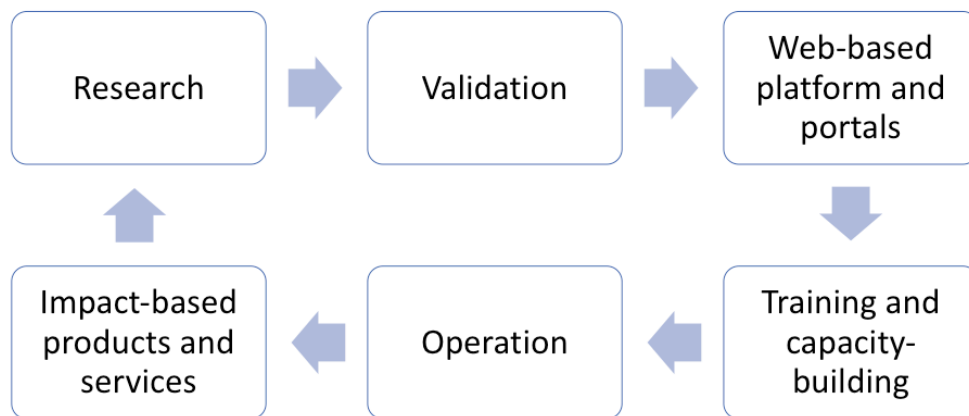 Research
Validation
Web-based
platform and
portals
Impact-based
products and
services
Operation
Training and
capacity-
building